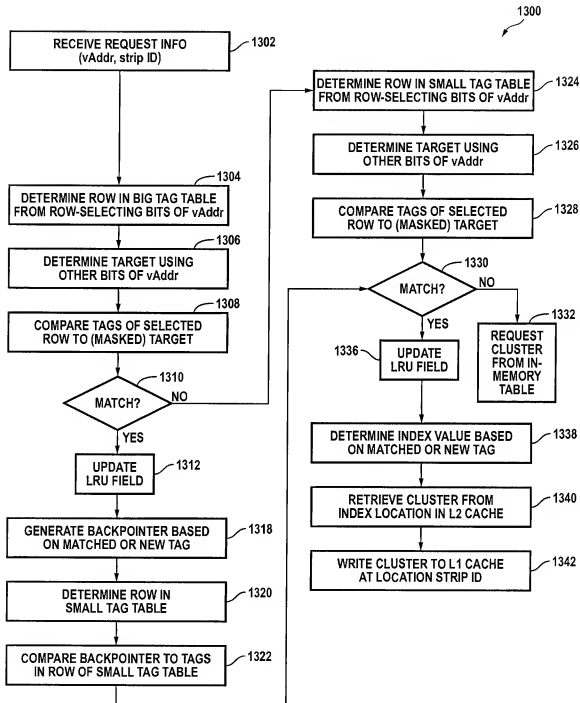 1300
RECEIVE REQUEST INFO
(vAddr, strip ID)
1302
1304
DETERMINE ROW IN BIG TAG TABLE
FROM ROW-SELECTING BITS OF vAddr
1306
DETERMINE TARGET USING
OTHER BITS OF vAddr
1308
COMPARE TAGS OF SELECTED
ROW TO (MASKED) TARGET
1310
MATCH?
NO
YES
UPDATE
LRU FIELD
1312
GENERATE BACKPOINTER BASED
ON MATCHED OR NEW TAG
1318
DETERMINE ROW IN
SMALL TAG TABLE
1320
COMPARE BACKPOINTER TO TAGS
IN ROW OF SMALL TAG TABLE
1322
DETERMINE ROW IN SMALL TAG TABLE
FROM ROW-SELECTING BITS OF vAddr
1324
DETERMINE TARGET USING
OTHER BITS OF vAddr
1326
COMPARE TAGS OF SELECTED
ROW TO (MASKED) TARGET
1328
1330
MATCH?
NO
YES
1332
REQUEST
CLUSTER
FROM IN-
MEMORY
TABLE
1336
UPDATE
LRU FIELD
DETERMINE INDEX VALUE BASED
ON MATCHED OR NEW TAG
1338
RETRIEVE CLUSTER FROM
INDEX LOCATION IN L2 CACHE
1340
WRITE CLUSTER TO L1 CACHE
AT LOCATION STRIP ID
1342